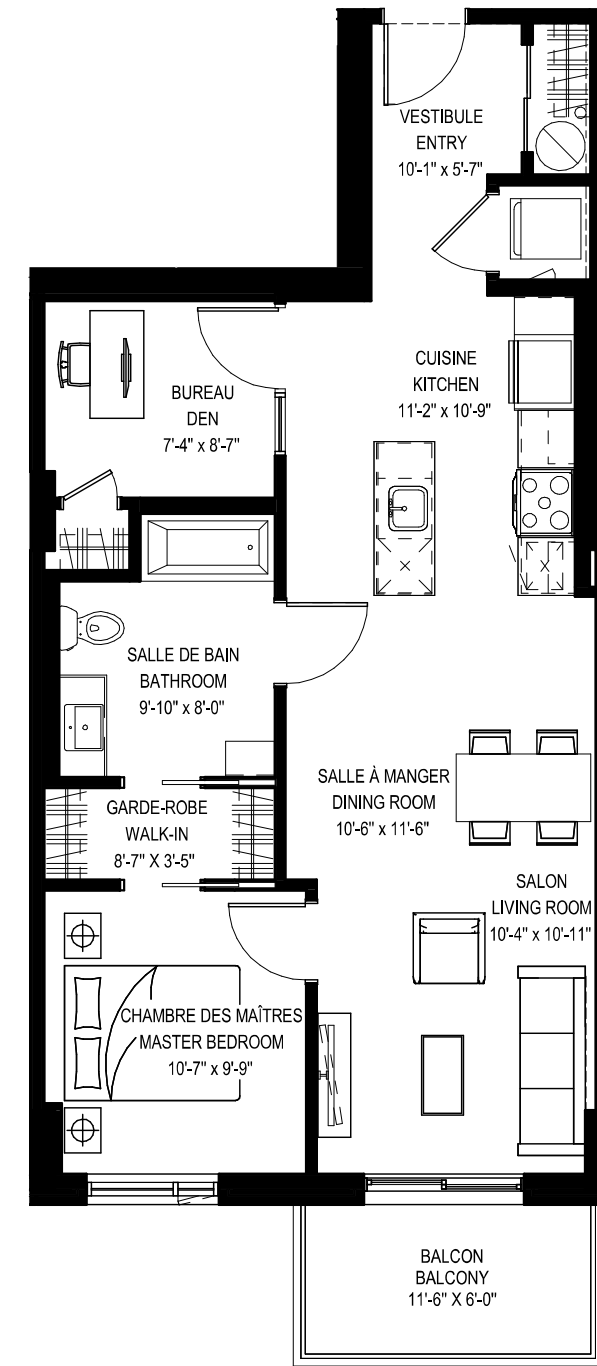 VESTIBULE
ENTRY
10'-1" x 5'-7"
CUISINE
KITCHEN
11'-2" x 10'-9"
BUREAU
DEN
7'-4" x 8'-7"
SALLE DE BAIN
BATHROOM
9'-10" x 8'-0"
SALLE À MANGER
DINING ROOM
10'-6" x 11'-6"
GARDE-ROBE
WALK-IN
8'-7" X 3'-5"
SALON
LIVING ROOM
10'-4" x 10'-11"
CHAMBRE DES MAÎTRES
MASTER BEDROOM
10'-7" x 9'-9"
BALCON
BALCONY
11'-6" X 6'-0"